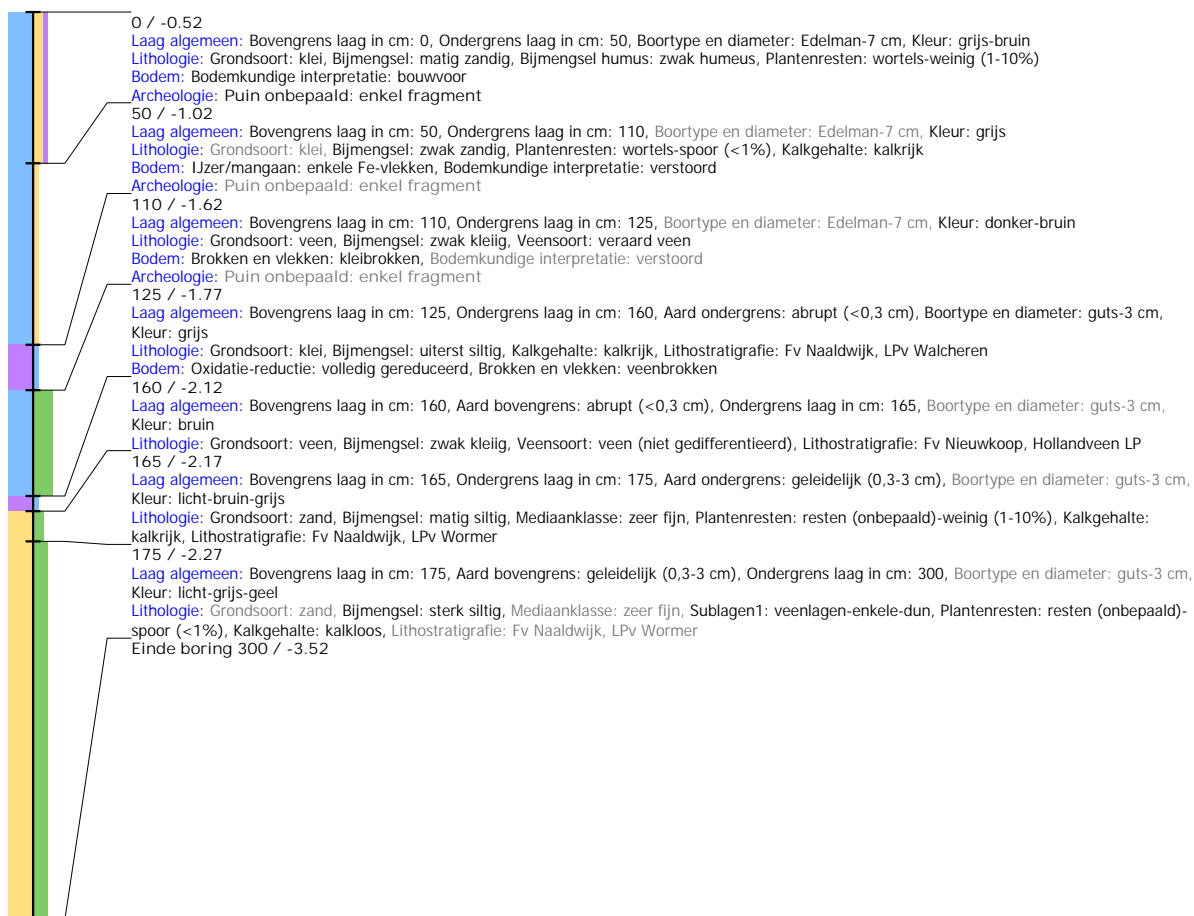 0 / -0.52
Laag algemeen: Bovengrens laag in cm: 0, Ondergrens laag in cm: 50, Boortype en diameter: Edelman-7 cm, Kleur: grijs-bruin
Lithologie: Grondsoort: klei, Bijmengsel: matig zandig, Bijmengsel humus: zwak humeus, Plantenresten: wortels-weinig (1-10%)
Bodem: Bodemkundige interpretatie: bouwvoor
Archeologie: Puin onbepaald: enkel fragment
50 / -1.02
Laag algemeen: Bovengrens laag in cm: 50, Ondergrens laag in cm: 110, Boortype en diameter: Edelman-7 cm, Kleur: grijs
Lithologie: Grondsoort: klei, Bijmengsel: zwak zandig, Plantenresten: wortels-spoor (<1%), Kalkgehalte: kalkrijk
Bodem: IJzer/mangaan: enkele Fe-vlekken, Bodemkundige interpretatie: verstoord
Archeologie: Puin onbepaald: enkel fragment
110 / -1.62
Laag algemeen: Bovengrens laag in cm: 110, Ondergrens laag in cm: 125, Boortype en diameter: Edelman-7 cm, Kleur: donker-bruin
Lithologie: Grondsoort: veen, Bijmengsel: zwak kleiig, Veensoort: veraard veen
Bodem: Brokken en vlekken: kleibrokken, Bodemkundige interpretatie: verstoord
Archeologie: Puin onbepaald: enkel fragment
125 / -1.77
Laag algemeen: Bovengrens laag in cm: 125, Ondergrens laag in cm: 160, Aard ondergrens: abrupt (<0,3 cm), Boortype en diameter: guts-3 cm,
Kleur: grijs
Lithologie: Grondsoort: klei, Bijmengsel: uiterst siltig, Kalkgehalte: kalkrijk, Lithostratigrafie: Fv Naaldwijk, LPv Walcheren
Bodem: Oxidatie-reductie: volledig gereduceerd, Brokken en vlekken: veenbrokken
160 / -2.12
Laag algemeen: Bovengrens laag in cm: 160, Aard bovengrens: abrupt (<0,3 cm), Ondergrens laag in cm: 165, Boortype en diameter: guts-3 cm,
Kleur: bruin
Lithologie: Grondsoort: veen, Bijmengsel: zwak kleiig, Veensoort: veen (niet gedifferentieerd), Lithostratigrafie: Fv Nieuwkoop, Hollandveen LP
165 / -2.17
Laag algemeen: Bovengrens laag in cm: 165, Ondergrens laag in cm: 175, Aard ondergrens: geleidelijk (0,3-3 cm), Boortype en diameter: guts-3 cm,
Kleur: licht-bruin-grijs
Lithologie: Grondsoort: zand, Bijmengsel: matig siltig, Mediaanklasse: zeer fijn, Plantenresten: resten (onbepaald)-weinig (1-10%), Kalkgehalte:
kalkrijk, Lithostratigrafie: Fv Naaldwijk, LPv Wormer
175 / -2.27
Laag algemeen: Bovengrens laag in cm: 175, Aard bovengrens: geleidelijk (0,3-3 cm), Ondergrens laag in cm: 300, Boortype en diameter: guts-3 cm,
Kleur: licht-grijs-geel
Lithologie: Grondsoort: zand, Bijmengsel: sterk siltig, Mediaanklasse: zeer fijn, Sublagen1: veenlagen-enkele-dun, Plantenresten: resten (onbepaald)-
spoor (<1%), Kalkgehalte: kalkloos, Lithostratigrafie: Fv Naaldwijk, LPv Wormer
Einde boring 300 / -3.52